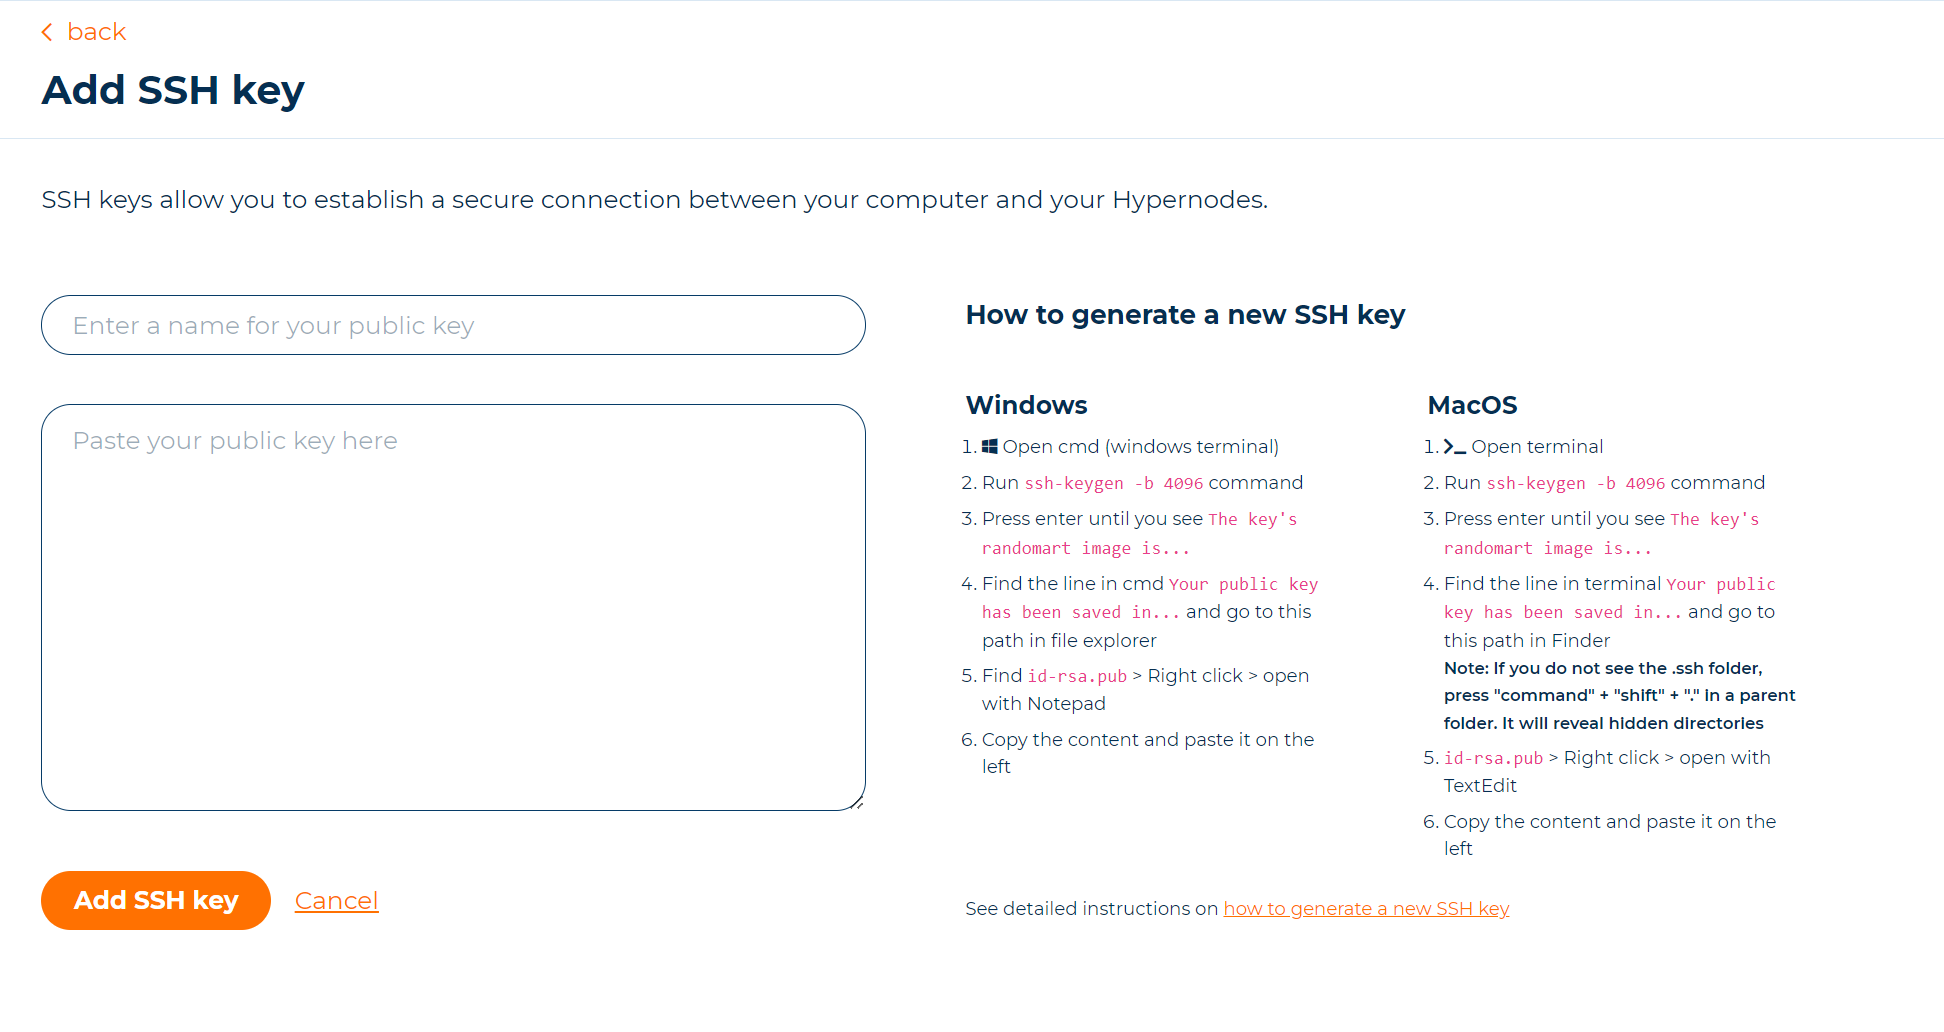 back
Add SSH key
SSH keys allow you to establish a secure connection between your computer and your Hypernodes.
Enter a name for your public key
Paste your public key here
Add SSH key
Cancel
How to generate a new SSH key
Windows
1. Open cmd (windows terminal)
2. Run ssh-keygen -b 4096 command
3. Press enter until you see The key's
randomart image is...
4. Find the line in cmd Your public key
has been saved in... and go to this
path in file explorer
5. Find id-rsa.pub > Right click > open
with Notepad
6. Copy the content and paste it on the
left
MacOS
1. Open terminal
2. Run ssh-keygen -b 4096 command
3. Press enter until you see The key's
randomart image is...
4. Find the line in terminal Your public
key has been saved in... and go to
this path in Finder
Note: If you do not see the .ssh folder,
press "command" + "shift" + "." in a parent
folder. It will reveal hidden directories
5. id-rsa.pub > Right click > open with
TextEdit
6. Copy the content and paste it on the
left
See detailed instructions on how to generate a new SSH key